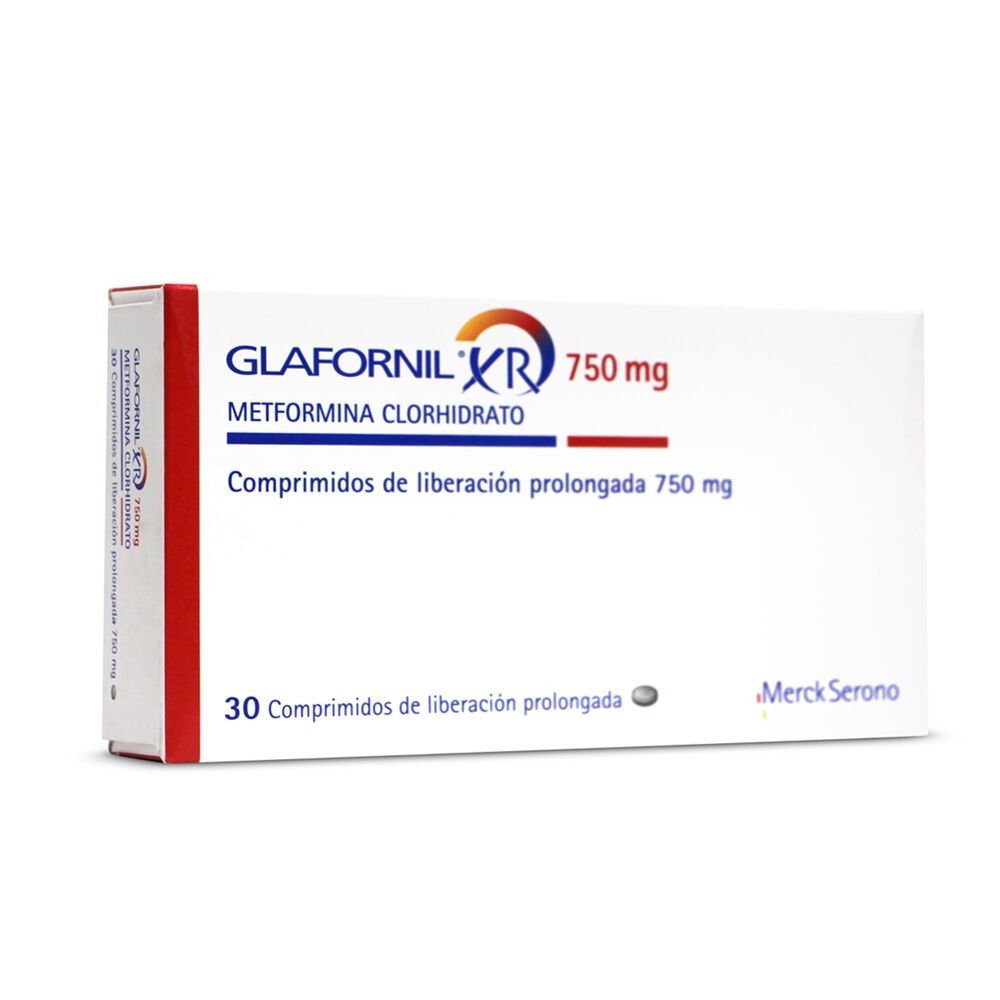 GLAFORNIL® XR 750 mg
METFORMINA CLORHIDRATO
Comprimidos de liberación prolongada 750 mg
30 Comprimidos de liberación prolongada
Merck Serono
GLAFORNIL® XR 750 mg
METFORMINA CLORHIDRATO
30 Comprimidos de liberación prolongada 750 mg